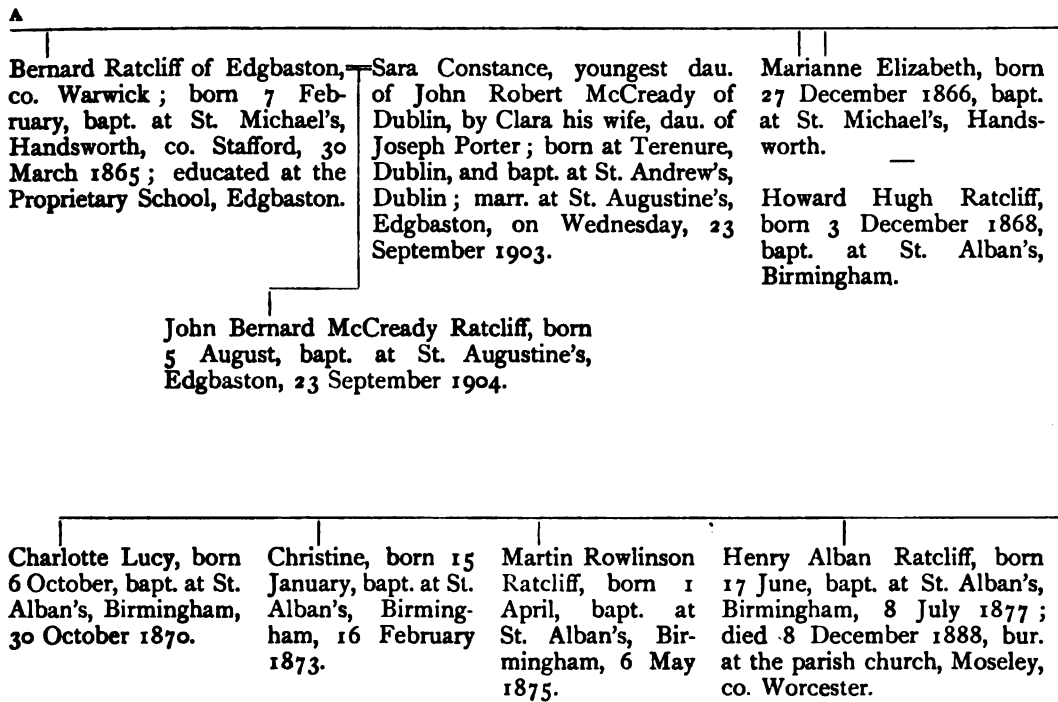 A
Bernard Ratcliff of Edgbaston,
co. Warwick ; born 7 Feb-
ruary, bapt. at St. Michael's,
Handsworth, co. Stafford, 30
March 1865 ; educated at the
Proprietary School, Edgbaston.
Sara Constance, youngest dau.
of John Robert McCready of
Dublin, by Clara his wife, dau. of
Joseph Porter ; born at Terenure,
Dublin, and bapt. at St. Andrew's,
Dublin ; marr. at St. Augustine's,
Edgbaston, on Wednesday, 23
September 1903.
Marianne Elizabeth, born
27 December 1866, bapt.
at St. Michael's, Hands-
worth.
Howard Hugh Ratcliff,
born 3 December 1868,
bapt. at St. Alban's,
Birmingham.
John Bernard McCready Ratcliff, born
5 August, bapt. at St. Augustine's,
Edgbaston, 23 September 1904.
Charlotte Lucy, born
6 October, bapt. at St.
Alban's, Birmingham,
30 October 1870.
Christine, born 15
January, bapt. at St.
Alban's, Birming-
ham, 16 February
1873.
Martin Rowlinson
Ratcliff, born 1
April, bapt. at
St. Alban's, Bir-
mingham, 6 May
1875.
Henry Alban Ratcliff, born
17 June, bapt. at St. Alban's,
Birmingham, 8 July 1877 ;
died 8 December 1888, bur.
at the parish church, Moseley,
co. Worcester.